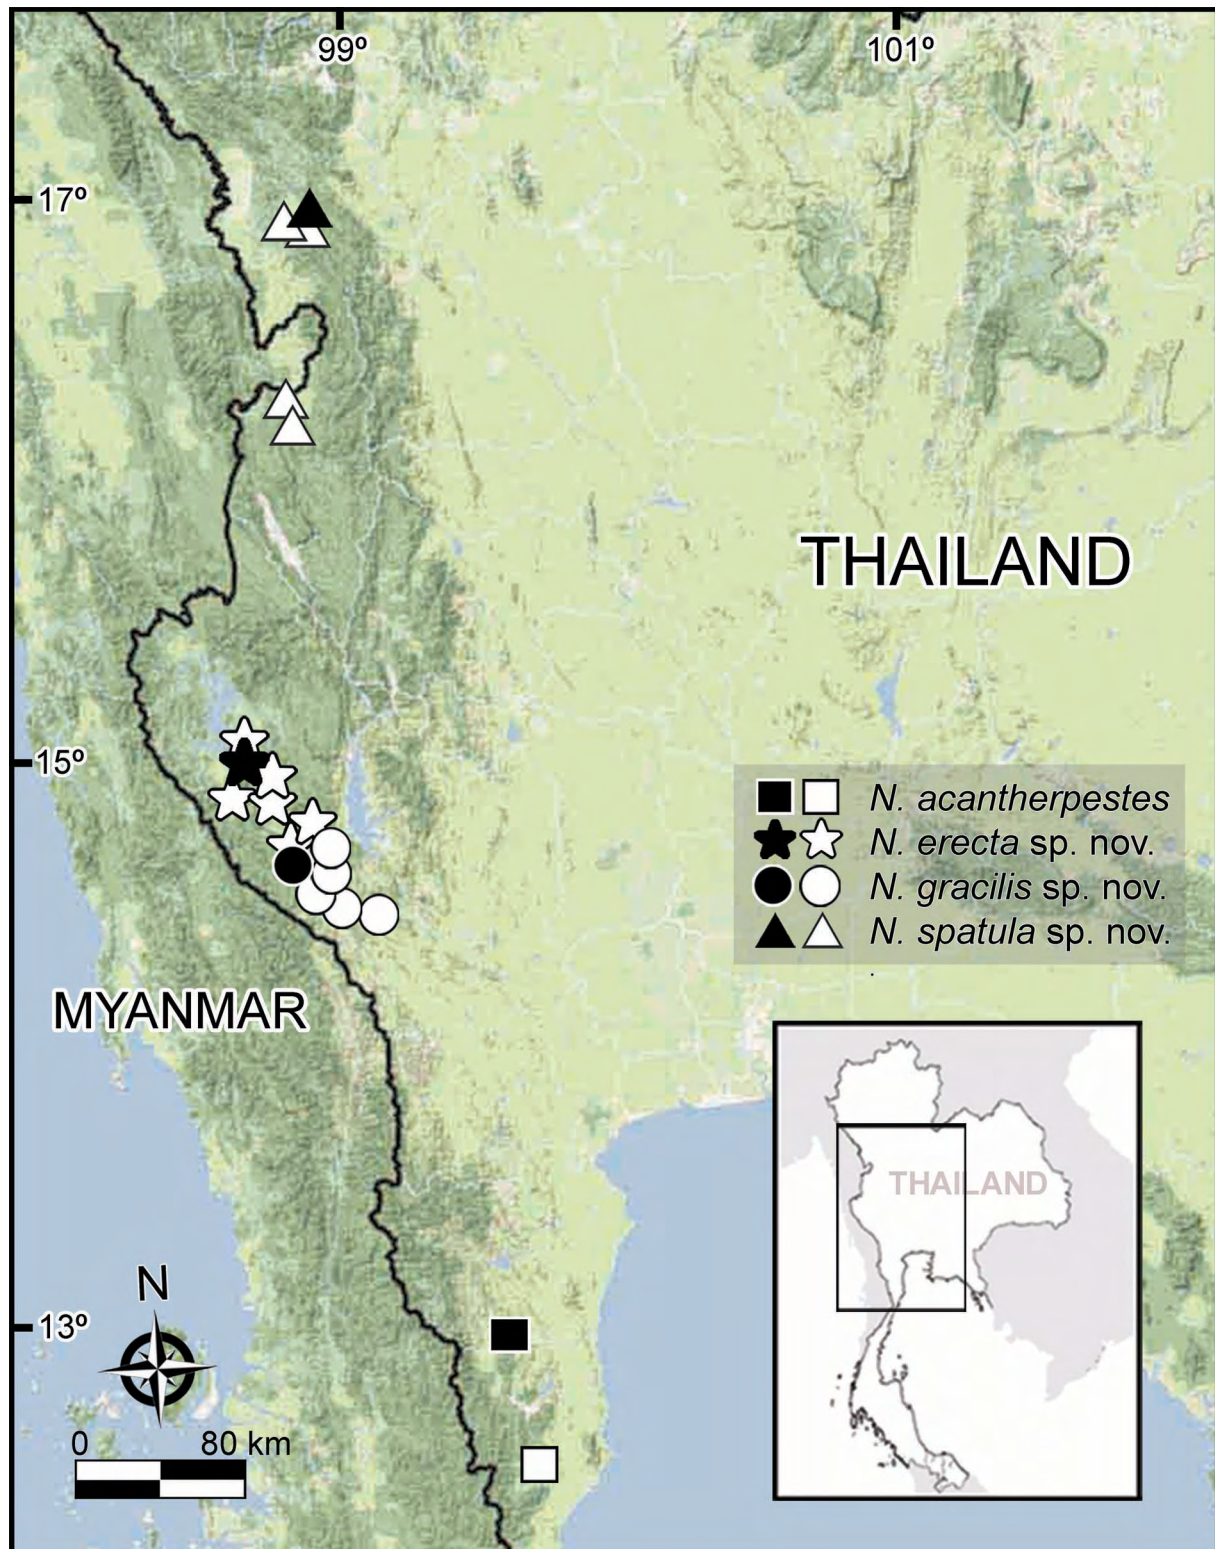 99º
101º
17º
THAILAND
15º
N. acantherpestes
N. erecta sp. nov.
N. gracilis sp. nov.
N. spatula sp. nov.
.
MYANMAR
THAILAND
N
13º
0 80 km